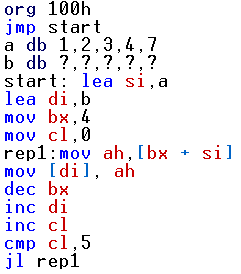 org 100h
jmp start
a db 1,2,3,4,7
b db ?,?,?,?,?
start: lea si,a
lea di,b
mov bx,4
mov cl,0
rep1:mov ah,[bx + si]
mov [di], ah
dec bx
inc di
inc cl
cmp cl,5
jl rep1